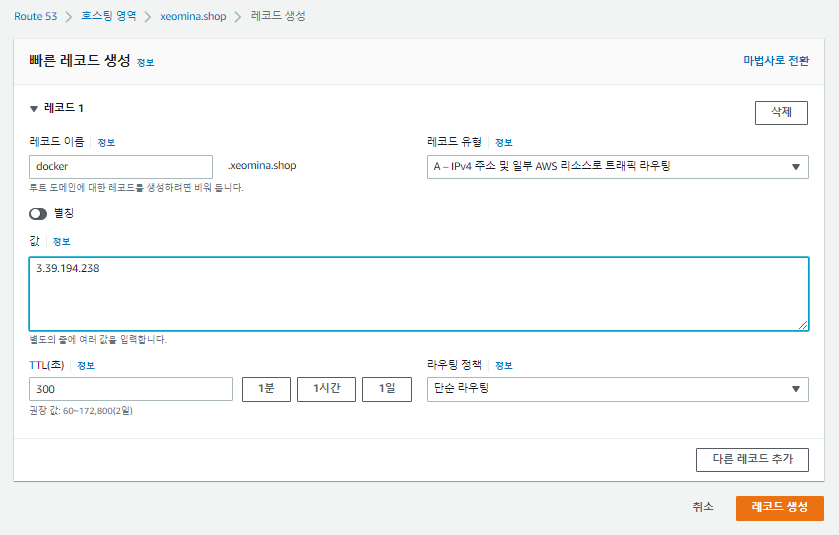 Route 53 > 호스팅 영역 > xeomina.shop > 레코드 생성
빠른 레코드 생성 정보
마법사로 전환
▼ 레코드 1
삭제
레코드 이름 정보
레코드 유형 정보
docker .xeomina.shop
A – IPv4 주소 및 일부 AWS 리소스로 트래픽 라우팅
루트 도메인에 대한 레코드를 생성하려면 비워 둡니다.
별칭
값 정보
3.39.194.238
별도의 줄에 여러 값을 입력합니다.
TTL(초) 정보
라우팅 정책 정보
300 1분 1시간 1일
단순 라우팅
권장 값: 60~172,800(2일)
다른 레코드 추가
취소 레코드 생성